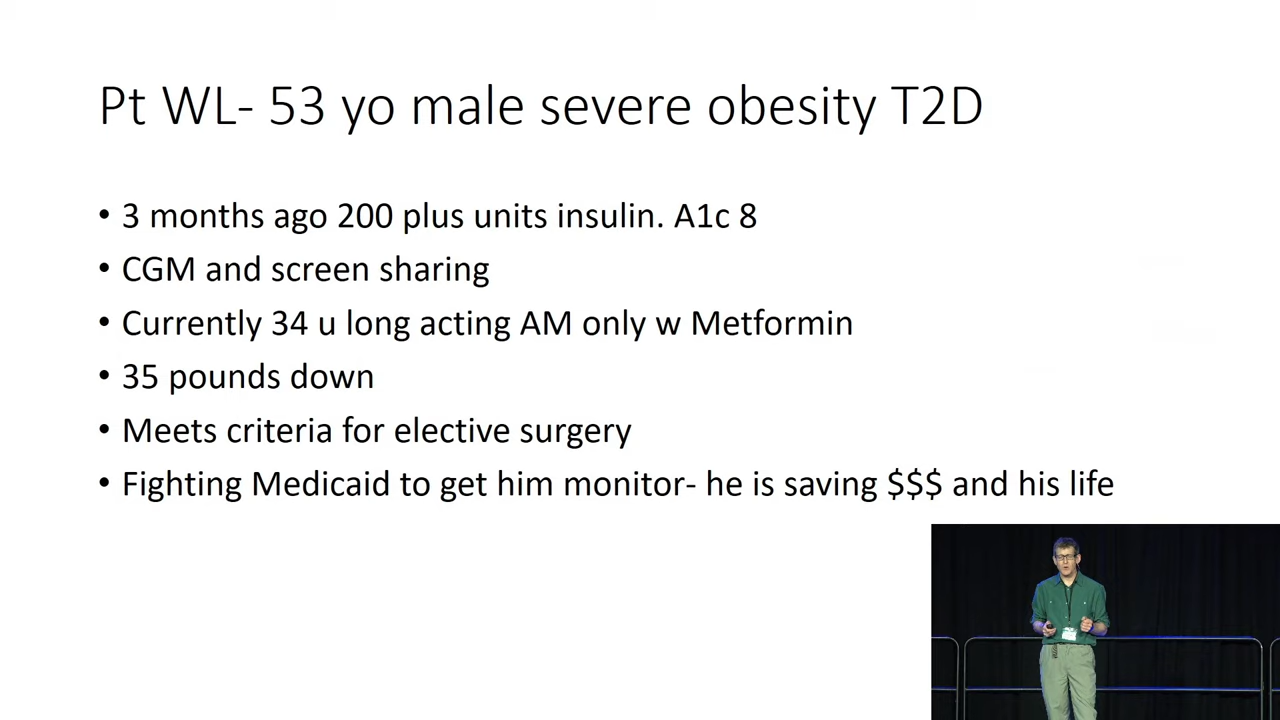 Pt WL- 53 yo male severe obesity T2D
• 3 months ago 200 plus units insulin. A1c 8
• CGM and screen sharing
• Currently 34 u long acting AM only w Metformin
• 35 pounds down
• Meets criteria for elective surgery
• Fighting Medicaid to get him monitor- he is saving $$$ and his life